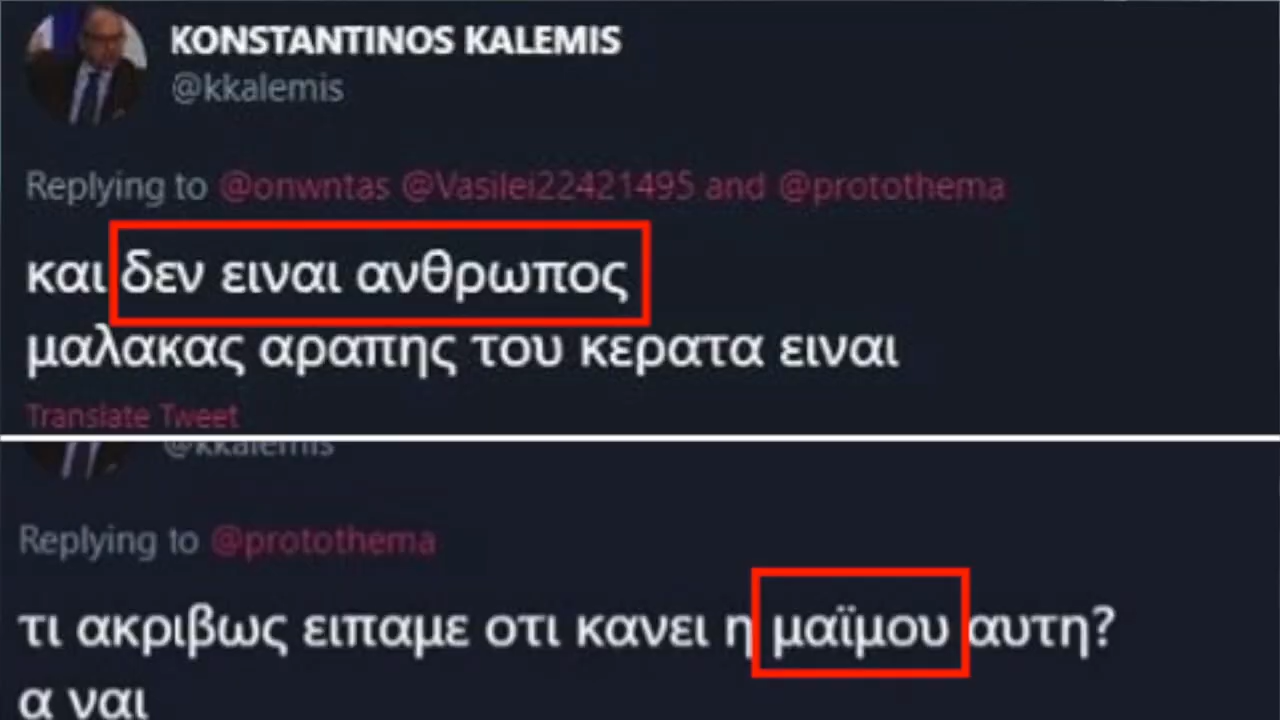 KONSTANTINOS KALEMIS
@kkalemis
Replying to @onwntas @Vasilei22421495 and @protothema
και δεν ειναι ανθρωπος
μαλακας αραπης του κερατα ειναι
Translate Tweet
@kkalemis
Replying to @protothema
τι ακριβως ειπαμε οτι κανει η μαϊμου αυτη?
α ναι